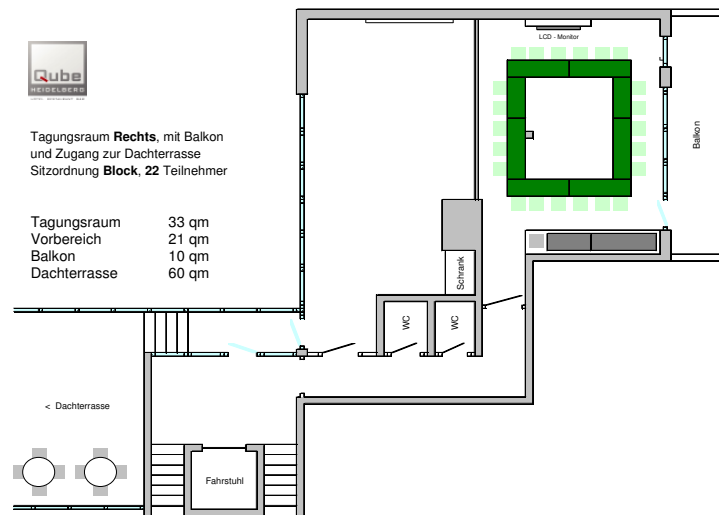 Qube
HEIDELBERG
Tagungsraum Rechts, mit Balkon
und Zugang zur Dachterrasse
Sitzordnung Block, 22 Teilnehmer
Tagungsraum 33 qm
Vorbereich 21 qm
Balkon 10 qm
Dachterrasse 60 qm
LCD - Monitor
Balkon
Schrank
WC
WC
< Dachterrasse
Fahrstuhl